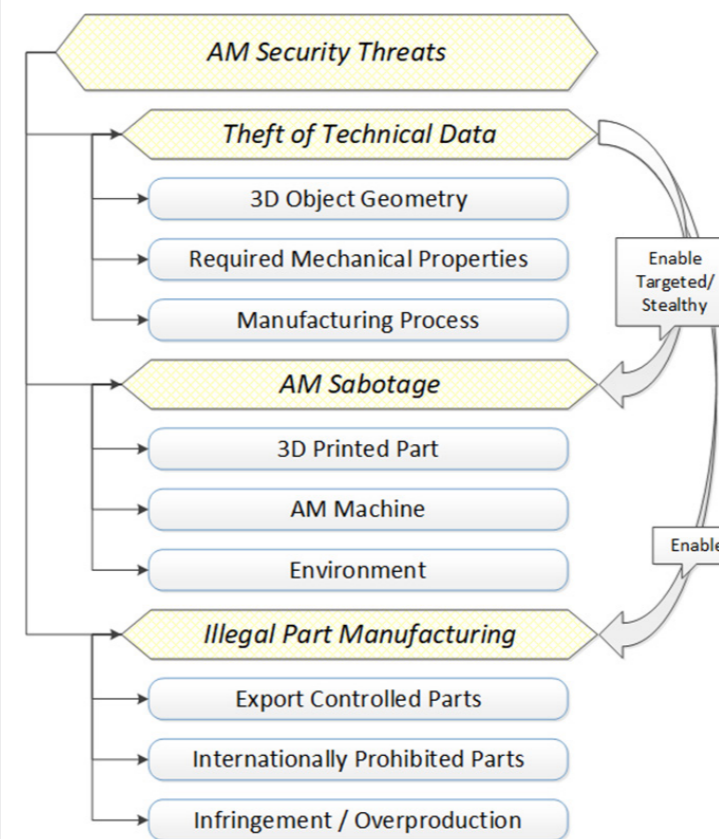 AM Security Threats
Theft of Technical Data
3D Object Geometry
Required Mechanical Properties
Manufacturing Process
Enable
Targeted/
Stealthy
AM Sabotage
3D Printed Part
AM Machine
Environment
Enable
Illegal Part Manufacturing
Export Controlled Parts
Internationally Prohibited Parts
Infringement / Overproduction